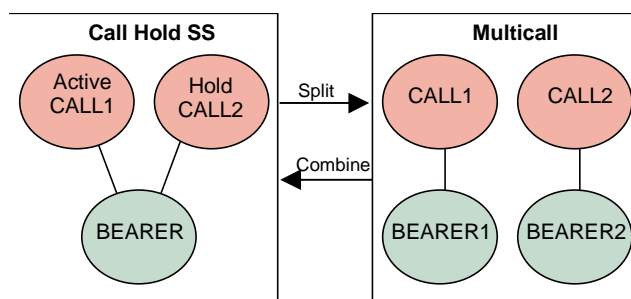 Call Hold SS
Multicall
Active
CALL1
Hold
CALL2
Split
CALL1
CALL2
Combine
BEARER
BEARER1
BEARER2